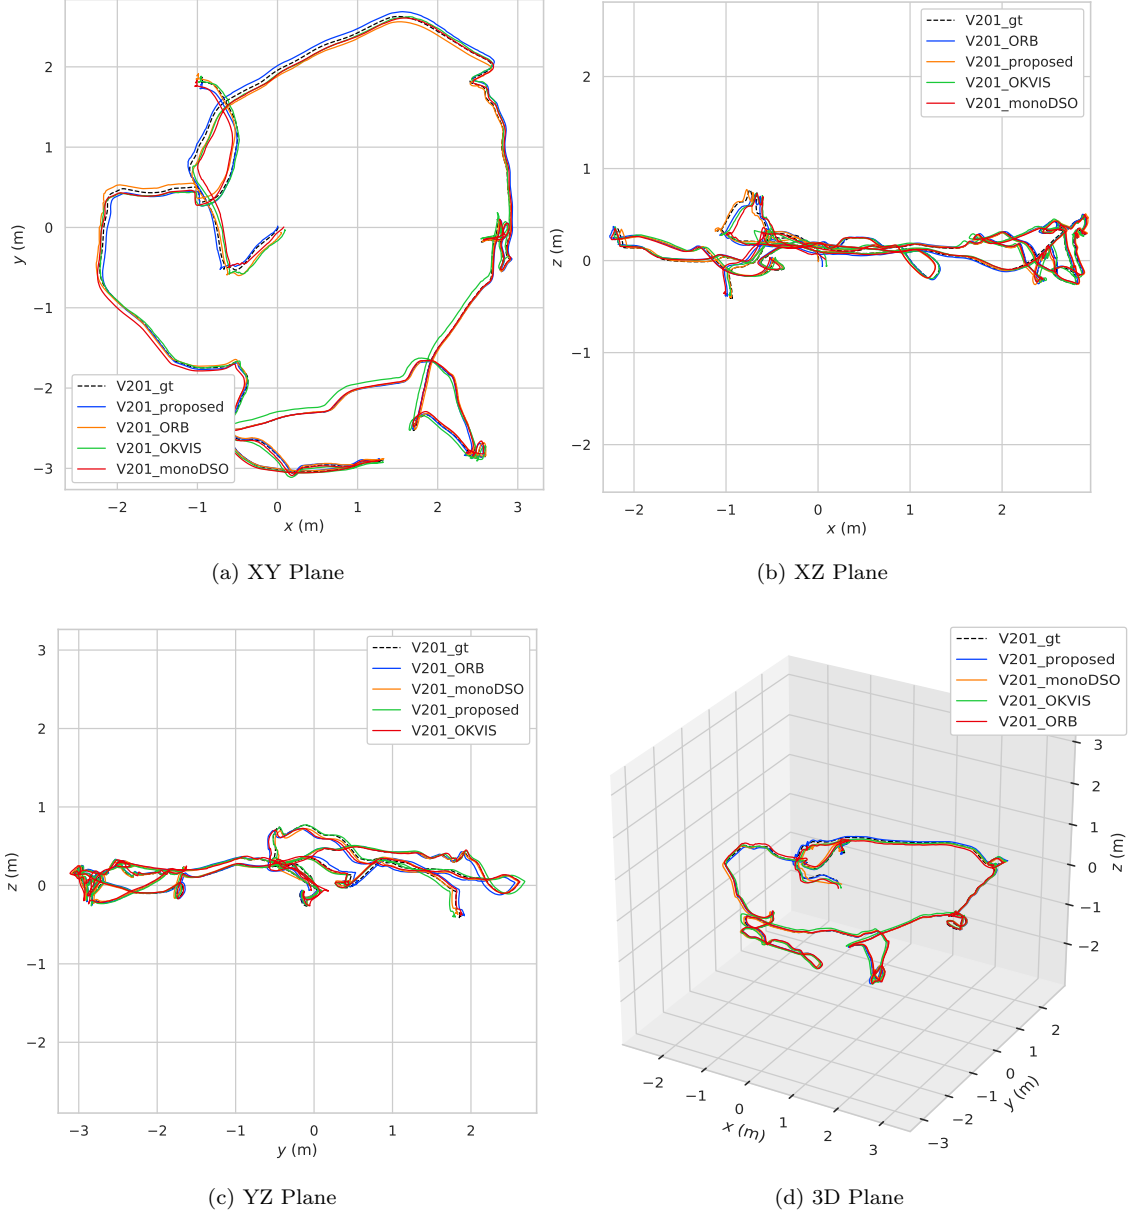 2
1
0
−1
−2
−3
y (m)
V201_gt
V201_proposed
V201_ORB
V201_OKVIS
V201_monoDSO
−2
−1
0
1
2
3
x (m)
(a) XY Plane
2
1
0
−1
−2
z (m)
V201_gt
V201_ORB
V201_proposed
V201_OKVIS
V201_monoDSO
−2
−1
0
1
2
x (m)
(b) XZ Plane
3
2
1
0
−1
−2
z (m)
V201_gt
V201_ORB
V201_monoDSO
V201_proposed
V201_OKVIS
−3
−2
−1
0
1
2
y (m)
(c) YZ Plane
V201_gt
V201_proposed
V201_monoDSO
V201_OKVIS
V201_ORB
3
2
1
0
−1
−2
z (m)
2
1
0
−1
−2
−3
y (m)
−2
−1
0
1
2
3
x (m)
(d) 3D Plane